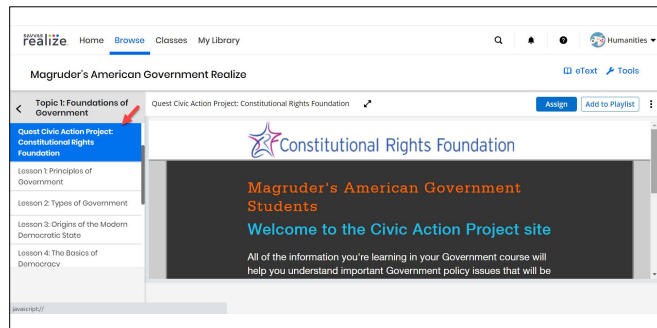 SAVVAS
realize. Home Browse Classes My Library Humanities
Magruder's American Government Realize eText Tools
Topic 1: Foundations of
Government
Quest Civic Action Project: Constitutional Rights Foundation Assign Add to Playlist
Quest Civic Action Project:
Constitutional Rights
Foundation
Lesson 1: Principles of
Government
Lesson 2: Types of Government
Lesson 3: Origins of the Modern
Democratic State
Lesson 4: The Basics of
Democracy
Constitutional Rights Foundation
Magruder's American Government
Students
Welcome to the Civic Action Project site
All of the information you're learning in your Government course will
help you understand important Government policy issues that will be
javascript://